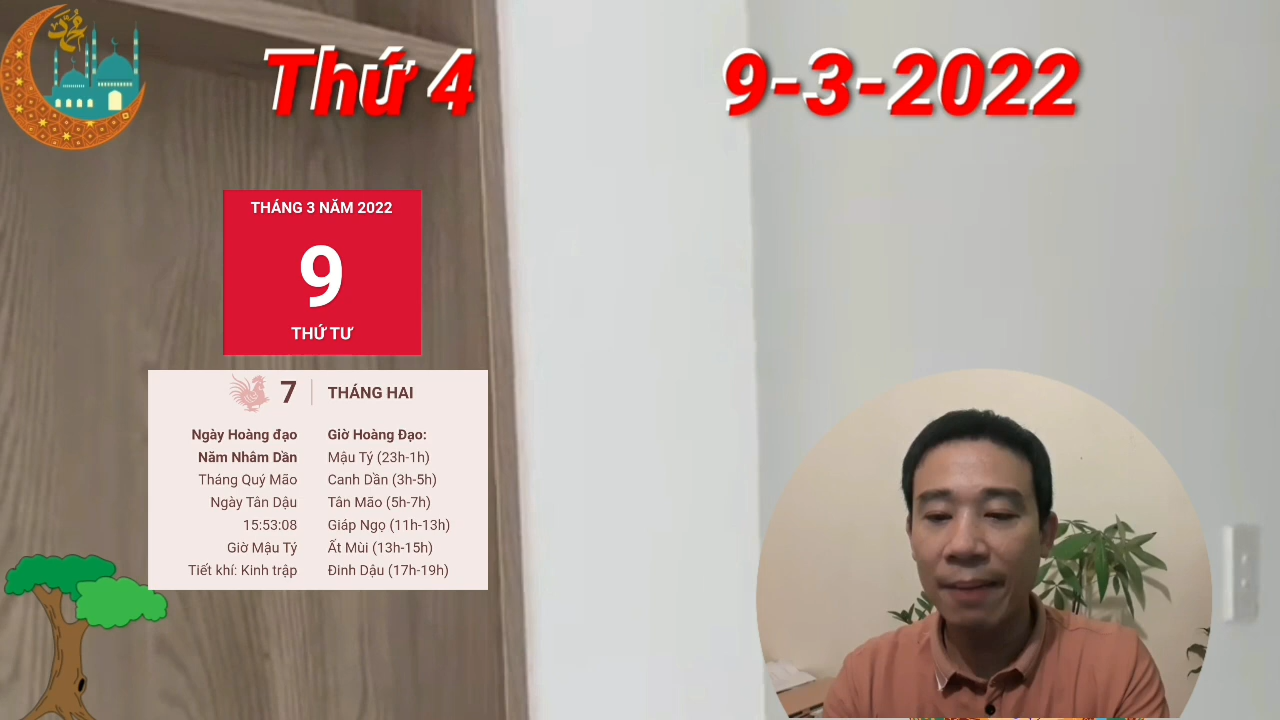 Thứ 4
9-3-2022
THÁNG 3 NĂM 2022
9
THỨ TƯ
7
THÁNG HAI
Ngày Hoàng đạo
Năm Nhâm Dần
Tháng Quý Mão
Ngày Tân Dậu
15:53:08
Giờ Mậu Tý
Tiết khí: Kinh trập
Giờ Hoàng Đạo:
Mậu Tý (23h-1h)
Canh Dần (3h-5h)
Tân Mão (5h-7h)
Giáp Ngọ (11h-13h)
Ất Mùi (13h-15h)
Đinh Dậu (17h-19h)